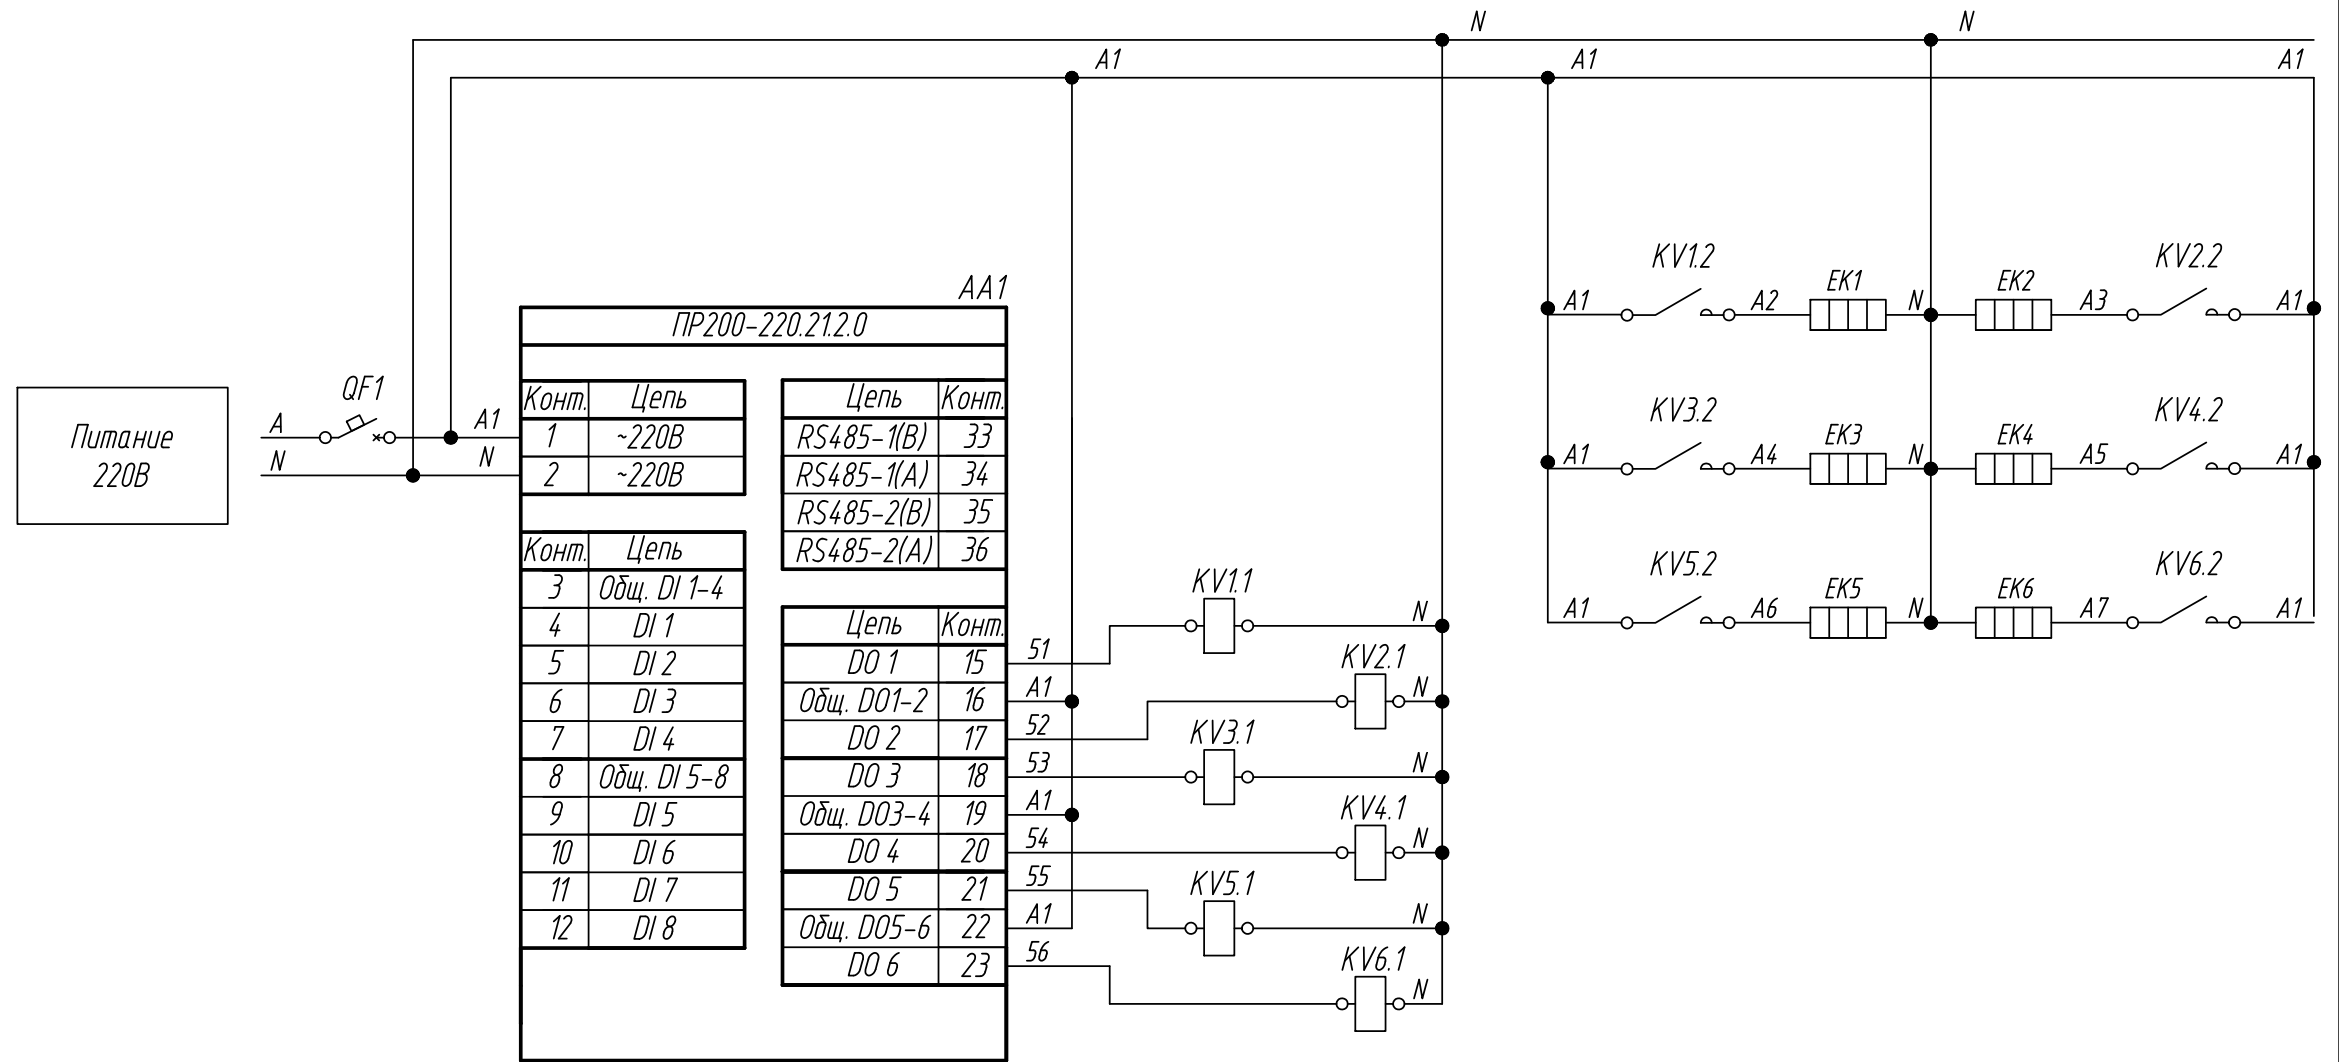 N N
A1 A1 A1
KV1.2 KV2.2
A1 A2 EK1 N EK2 A3 A1
AA1
ПР200-220.21.2.0
Питание
220В
QF1
A A1
N N
Конт. Цепь
1 ~220В
2 ~220В
Цепь Конт.
RS485-1(B) 33
RS485-1(A) 34
RS485-2(B) 35
RS485-2(A) 36
KV3.2 KV4.2
A1 A4 EK3 N EK4 A5 A1
KV5.2 KV6.2
A1 A6 EK5 N EK6 A7 A1
Конт. Цепь
3 Общ. DI 1-4
4 DI 1
5 DI 2
6 DI 3
7 DI 4
8 Общ. DI 5-8
9 DI 5
10 DI 6
11 DI 7
12 DI 8
Цепь Конт.
DO 1 15 51
Общ. DO1-2 16 A1
DO 2 17 52
DO 3 18 53
Общ. DO3-4 19 A1
DO 4 20 54
DO 5 21 55
Общ. DO5-6 22 A1
DO 6 23 56
KV1.1 N
KV2.1 N
KV3.1 N
KV4.1 N
KV5.1 N
KV6.1 N